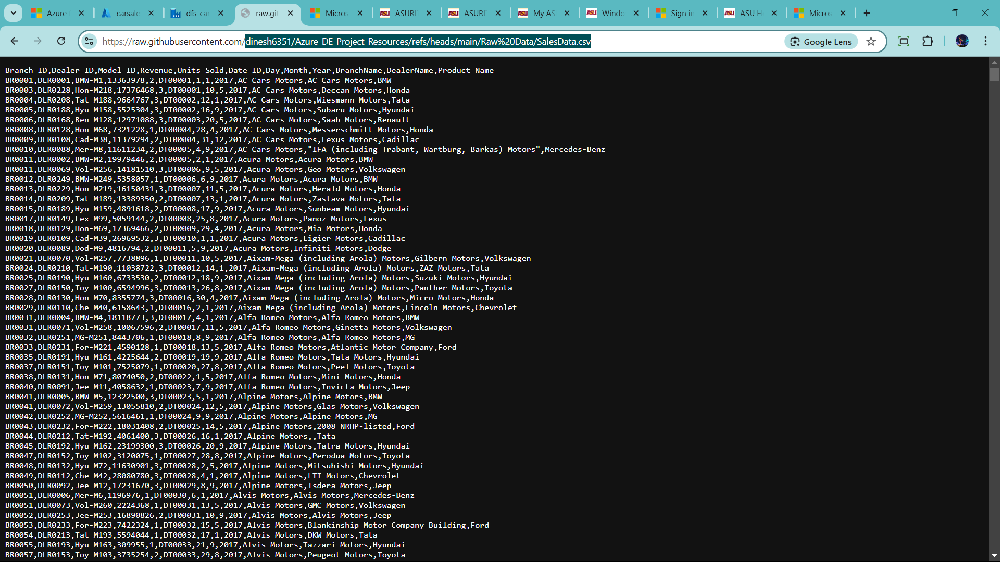 Azure
carsale
dfs-car
raw.git
Micros
ASURI
ASURI
My AS
Windo
Sign in
ASU H
Micros
https://raw.githubusercontent.com/dinesh6351/Azure-DE-Project-Resources/refs/heads/main/Raw%20Data/SalesData.csv
Google Lens
Branch_ID,Dealer_ID,Model_ID,Revenue,Units_Sold,Date_ID,Day,Month,Year,BranchName,DealerName,Product_Name
BR0001,DLR0001,BMW-M1,13363978,2,DT00001,1,1,2017,AC Cars Motors,AC Cars Motors,BMW
BR0003,DLR0228,Hon-M218,17376468,3,DT00001,10,5,2017,AC Cars Motors,Deccan Motors,Honda
BR0004,DLR0208,Tat-M188,9664767,3,DT00002,12,1,2017,AC Cars Motors,Wiesmann Motors,Tata
BR0005,DLR0188,Hyu-M158,5525304,3,DT00002,16,9,2017,AC Cars Motors,Subaru Motors,Hyundai
BR0006,DLR0168,Ren-M128,12971088,3,DT00003,20,5,2017,AC Cars Motors,Saab Motors,Renault
BR0008,DLR0128,Hon-M68,7321228,1,DT00004,28,4,2017,AC Cars Motors,Messerschmitt Motors,Honda
BR0009,DLR0108,Cad-M38,11379294,2,DT00004,31,12,2017,AC Cars Motors,Lexus Motors,Cadillac
BR0010,DLR0088,Mer-M8,11611234,2,DT00005,4,9,2017,AC Cars Motors,"IFA (including Trabant, Wartburg, Barkas) Motors",Mercedes-Benz
BR0011,DLR0002,BMW-M2,19979446,2,DT00005,2,1,2017,Acura Motors,Acura Motors,BMW
BR0011,DLR0069,Vol-M256,14181510,3,DT00006,9,5,2017,Acura Motors,Geo Motors,Volkswagen
BR0012,DLR0249,BMW-M249,5358057,1,DT00006,6,9,2017,Acura Motors,Acura Motors,BMW
BR0013,DLR0229,Hon-M219,16150431,3,DT00007,11,5,2017,Acura Motors,Herald Motors,Honda
BR0014,DLR0209,Tat-M189,13389350,2,DT00007,13,1,2017,Acura Motors,Zastava Motors,Tata
BR0015,DLR0189,Hyu-M159,4891618,2,DT00008,17,9,2017,Acura Motors,Sunbeam Motors,Hyundai
BR0017,DLR0149,Lex-M99,5059144,2,DT00008,25,8,2017,Acura Motors,Panoz Motors,Lexus
BR0018,DLR0129,Hon-M69,17369466,2,DT00009,29,4,2017,Acura Motors,Mia Motors,Honda
BR0019,DLR0109,Cad-M39,26969532,3,DT00010,1,1,2017,Acura Motors,Ligier Motors,Cadillac
BR0020,DLR0089,Dod-M9,4816794,2,DT00011,5,9,2017,Acura Motors,Infiniti Motors,Dodge
BR0021,DLR0070,Vol-M257,7738896,1,DT00011,10,5,2017,Aixam-Mega (including Arola) Motors,Gilbern Motors,Volkswagen
BR0024,DLR0210,Tat-M190,11038722,3,DT00012,14,1,2017,Aixam-Mega (including Arola) Motors,ZAZ Motors,Tata
BR0025,DLR0190,Hyu-M160,6733530,2,DT00012,18,9,2017,Aixam-Mega (including Arola) Motors,Suzuki Motors,Hyundai
BR0027,DLR0150,Toy-M100,6594996,3,DT00013,26,8,2017,Aixam-Mega (including Arola) Motors,Panther Motors,Toyota
BR0028,DLR0130,Hon-M70,8355774,3,DT00016,30,4,2017,Aixam-Mega (including Arola) Motors,Micro Motors,Honda
BR0029,DLR0110,Che-M40,6158643,1,DT00016,2,1,2017,Aixam-Mega (including Arola) Motors,Lincoln Motors,Chevrolet
BR0031,DLR0004,BMW-M4,18118773,3,DT00017,4,1,2017,Alfa Romeo Motors,Alfa Romeo Motors,BMW
BR0031,DLR0071,Vol-M258,10067596,2,DT00017,11,5,2017,Alfa Romeo Motors,Ginetta Motors,Volkswagen
BR0032,DLR0251,MG-M251,8443706,1,DT00018,8,9,2017,Alfa Romeo Motors,Alfa Romeo Motors,MG
BR0033,DLR0231,For-M221,4590128,1,DT00018,13,5,2017,Alfa Romeo Motors,Atlantic Motor Company,Ford
BR0035,DLR0191,Hyu-M161,4225644,2,DT00019,19,9,2017,Alfa Romeo Motors,Tata Motors,Hyundai
BR0037,DLR0151,Toy-M101,7525079,1,DT00020,27,8,2017,Alfa Romeo Motors,Peel Motors,Toyota
BR0038,DLR0131,Hon-M71,8074050,2,DT00022,1,5,2017,Alfa Romeo Motors,Mini Motors,Honda
BR0040,DLR0091,Jee-M11,4058632,1,DT00023,7,9,2017,Alfa Romeo Motors,Invicta Motors,Jeep
BR0041,DLR0005,BMW-M5,12322500,3,DT00023,5,1,2017,Alpine Motors,Alpine Motors,BMW
BR0041,DLR0072,Vol-M259,13055810,2,DT00024,12,5,2017,Alpine Motors,Glas Motors,Volkswagen
BR0042,DLR0252,MG-M252,5616461,1,DT00024,9,9,2017,Alpine Motors,Alpine Motors,MG
BR0043,DLR0232,For-M222,18031408,2,DT00025,14,5,2017,Alpine Motors,2008 NRHP-listed,Ford
BR0044,DLR0212,Tat-M192,4061400,3,DT00026,16,1,2017,Alpine Motors,,Tata
BR0045,DLR0192,Hyu-M162,23199300,3,DT00026,20,9,2017,Alpine Motors,Tatra Motors,Hyundai
BR0047,DLR0152,Toy-M102,3120075,1,DT00027,28,8,2017,Alpine Motors,Perodua Motors,Toyota
BR0048,DLR0132,Hyu-M72,11630901,3,DT00028,2,5,2017,Alpine Motors,Mitsubishi Motors,Hyundai
BR0049,DLR0112,Che-M42,28080780,3,DT00028,4,1,2017,Alpine Motors,LTI Motors,Chevrolet
BR0050,DLR0092,Jee-M12,17231670,3,DT00029,8,9,2017,Alpine Motors,Isdera Motors,Jeep
BR0051,DLR0006,Mer-M6,1196976,1,DT00030,6,1,2017,Alvis Motors,Alvis Motors,Mercedes-Benz
BR0051,DLR0073,Vol-M260,2224368,1,DT00031,13,5,2017,Alvis Motors,GMC Motors,Volkswagen
BR0052,DLR0253,Jee-M253,16890826,2,DT00031,10,9,2017,Alvis Motors,Alvis Motors,Jeep
BR0053,DLR0233,For-M223,7422324,1,DT00032,15,5,2017,Alvis Motors,Blankinship Motor Company Building,Ford
BR0054,DLR0213,Tat-M193,5594044,1,DT00032,17,1,2017,Alvis Motors,DKW Motors,Tata
BR0055,DLR0193,Hyu-M163,309955,1,DT00033,21,9,2017,Alvis Motors,Tazzari Motors,Hyundai
BR0057,DLR0153,Toy-M103,3735254,2,DT00033,29,8,2017,Alvis Motors,Peugeot Motors,Toyota